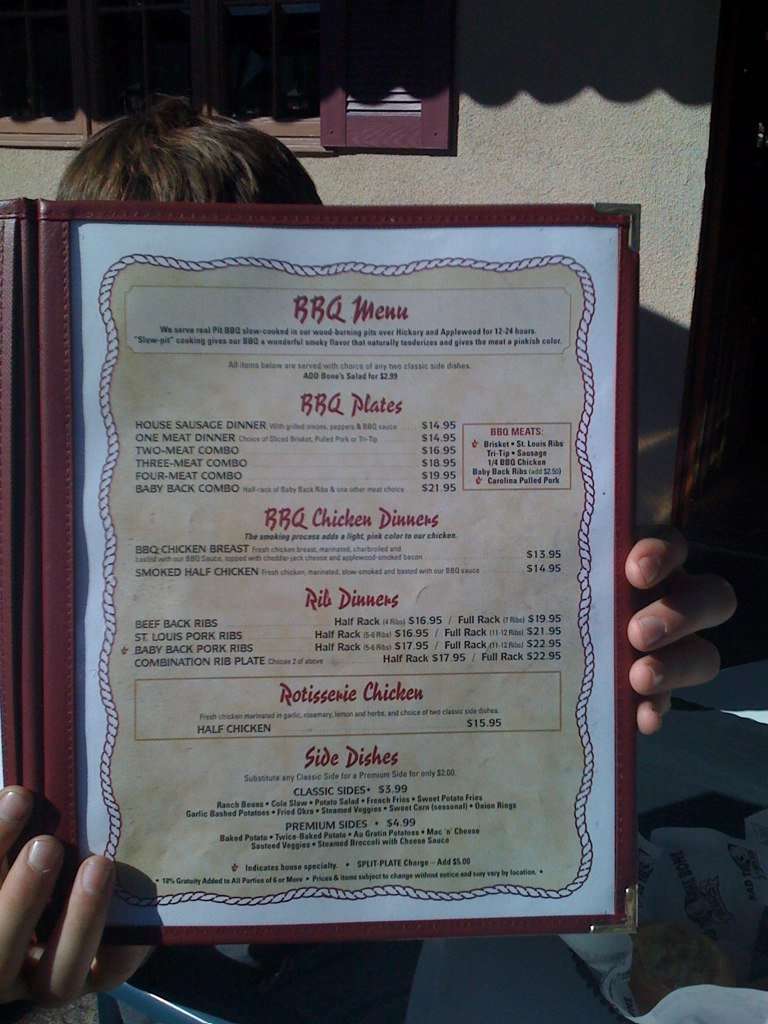 BBQ Menu
We serve real Pit BBQ slow-cooked in our wood-burning pits over Hickory and Applewood for 12-24 hours.
"Slow-pit" cooking gives our BBQ a wonderful smoky flavor that naturally tenderizes and gives the meat a pinkish color.
All items below are served with choice of any two classic side dishes.
ADD Bone's Salad for $2.99
BBQ Plates
HOUSE SAUSAGE DINNER With grilled onions, peppers & BBQ sauce $14.95
ONE MEAT DINNER Choice of Sliced Brisket, Pulled Pork or Tri-Tip $14.95
TWO-MEAT COMBO $16.95
THREE-MEAT COMBO $18.95
FOUR-MEAT COMBO $19.95
BABY BACK COMBO Half-rack of Baby Back Ribs & one other meat choice $21.95
BBQ MEATS:
Brisket • St. Louis Ribs
Tri-Tip • Sausage
1/4 BBQ Chicken
Baby Back Ribs (add $2.50)
Carolina Pulled Pork
BBQ Chicken Dinners
The smoking process adds a light, pink color to our chicken.
BBQ CHICKEN BREAST Fresh chicken breast, marinated, charbroiled and
basted with our BBQ Sauce, topped with cheddar-jack cheese and applewood-smoked bacon $13.95
SMOKED HALF CHICKEN Fresh chicken, marinated, slow-smoked and basted with our BBQ sauce $14.95
Rib Dinners
BEEF BACK RIBS Half Rack (4 Ribs) $16.95 / Full Rack (7 Ribs) $19.95
ST. LOUIS PORK RIBS Half Rack (5-6 Ribs) $16.95 / Full Rack (11-12 Ribs) $21.95
BABY BACK PORK RIBS Half Rack (5-6 Ribs) $17.95 / Full Rack (11-12 Ribs) $22.95
COMBINATION RIB PLATE Choose 2 of above Half Rack $17.95 / Full Rack $22.95
Rotisserie Chicken
Fresh chicken marinated in garlic, rosemary, lemon and herbs, and choice of two classic side dishes.
HALF CHICKEN $15.95
Side Dishes
Substitute any Classic Side for a Premium Side for only $2.00.
CLASSIC SIDES • $3.99
Ranch Beans • Cole Slaw • Potato Salad • French Fries • Sweet Potato Fries
Garlic Bashed Potatoes • Fried Okra • Steamed Veggies • Sweet Corn (seasonal) • Onion Rings
PREMIUM SIDES • $4.99
Baked Potato • Twice-Baked Potato • Au Gratin Potatoes • Mac 'n' Cheese
Sauteed Veggies • Steamed Broccoli with Cheese Sauce
Indicates house specialty. • SPLIT-PLATE Charge – Add $5.00
• 18% Gratuity Added to All Parties of 6 or More • Prices & items subject to change without notice and may vary by location. •